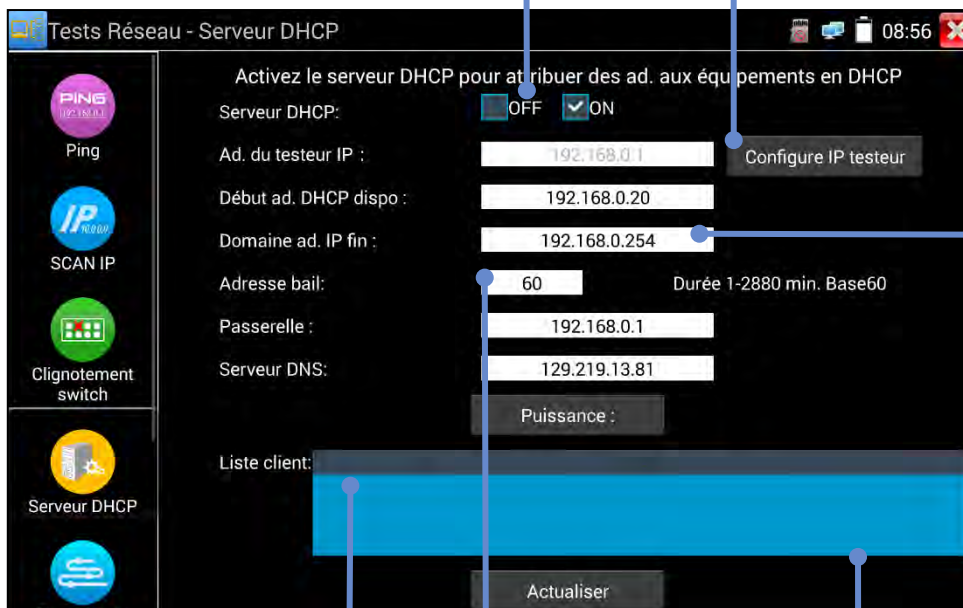 Tests Réseau - Serveur DHCP
08:56
Activez le serveur DHCP pour attribuer des ad. aux équipements en DHCP
PING
192.168.0.1
Ping
Serveur DHCP:
OFF
ON
Ad. du testeur IP :
192.168.0.1
Configure IP testeur
Début ad. DHCP dispo :
192.168.0.20
IP
SCAN IP
Domaine ad. IP fin :
192.168.0.254
Adresse bail:
60
Durée 1-2880 min. Base60
Passerelle :
192.168.0.1
Clignotement
switch
Serveur DNS:
129.219.13.81
Puissance :
Liste client:
Serveur DHCP
Actualiser